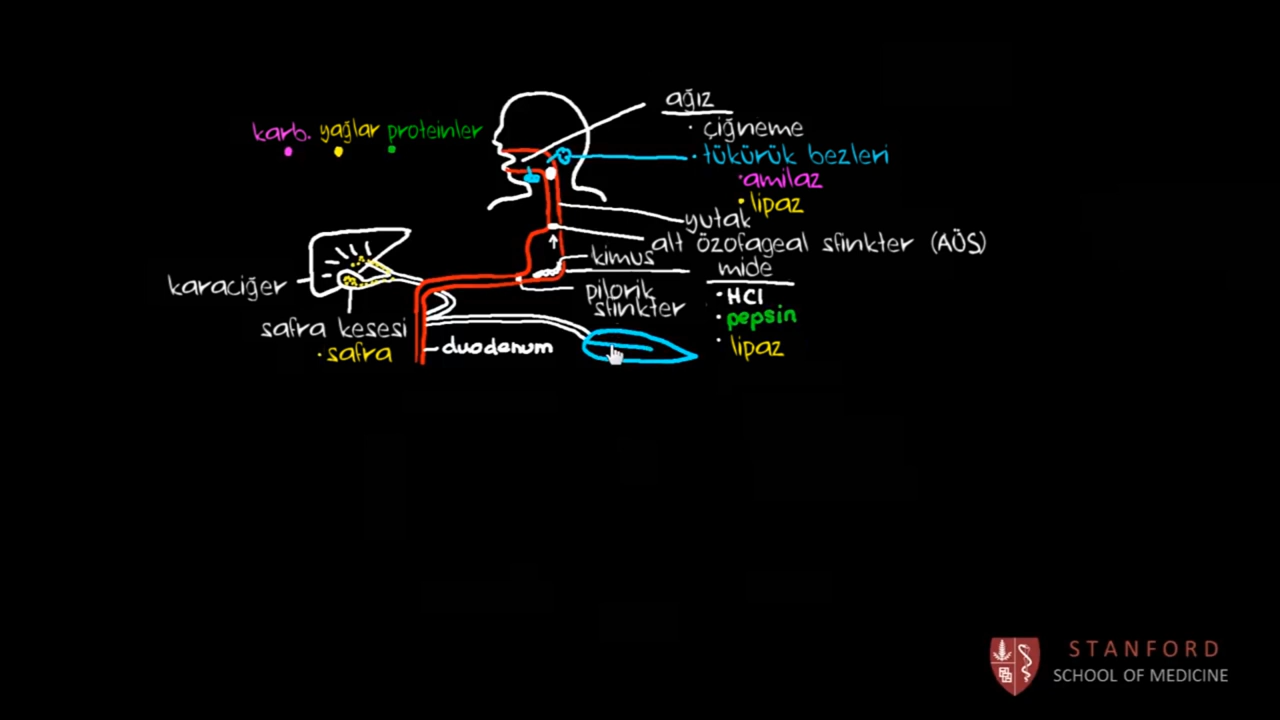 ağız
· çiğneme
· tükürük bezleri
· amilaz
· lipaz
karb. yağlar proteinler
yutak
alt özofageal sfinkter (AÜS)
kimus
mide
· HCl
· pepsin
· lipaz
pilorik
sfinkter
karaciğer
safra kesesi
· safra
duodenum
STANFORD
SCHOOL OF MEDICINE